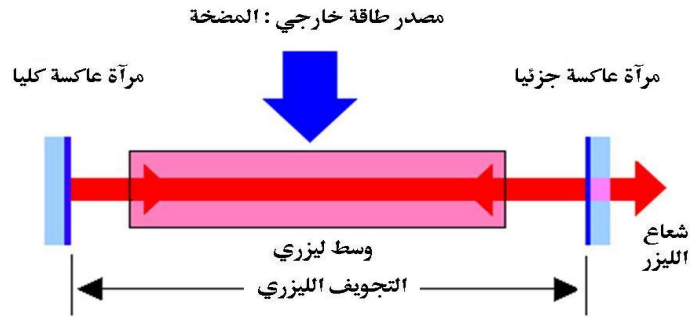 مصدر طاقة خارجي : المضخة
مرآة عاكسة جزئيا
مرآة عاكسة كليا
شعاع
الليزر
وسط ليزري
التجويف الليزري